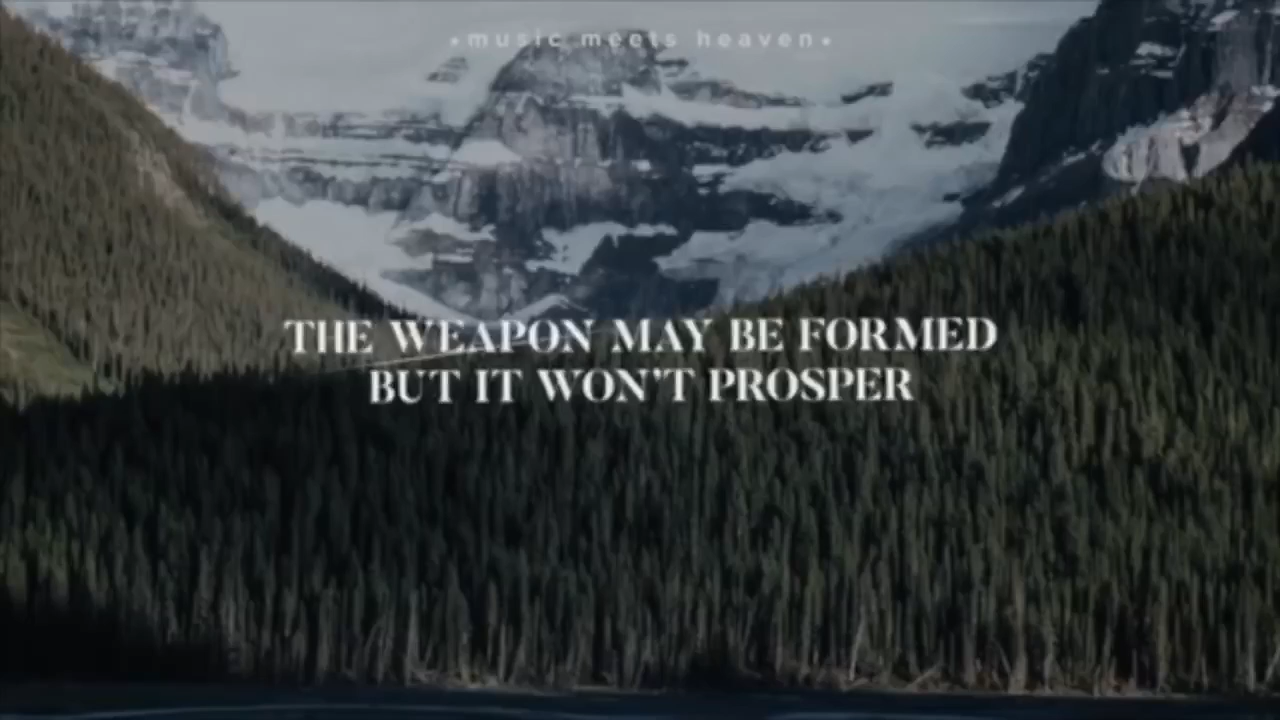 •music meets heaven•
THE WEAPON MAY BE FORMED
BUT IT WON'T PROSPER